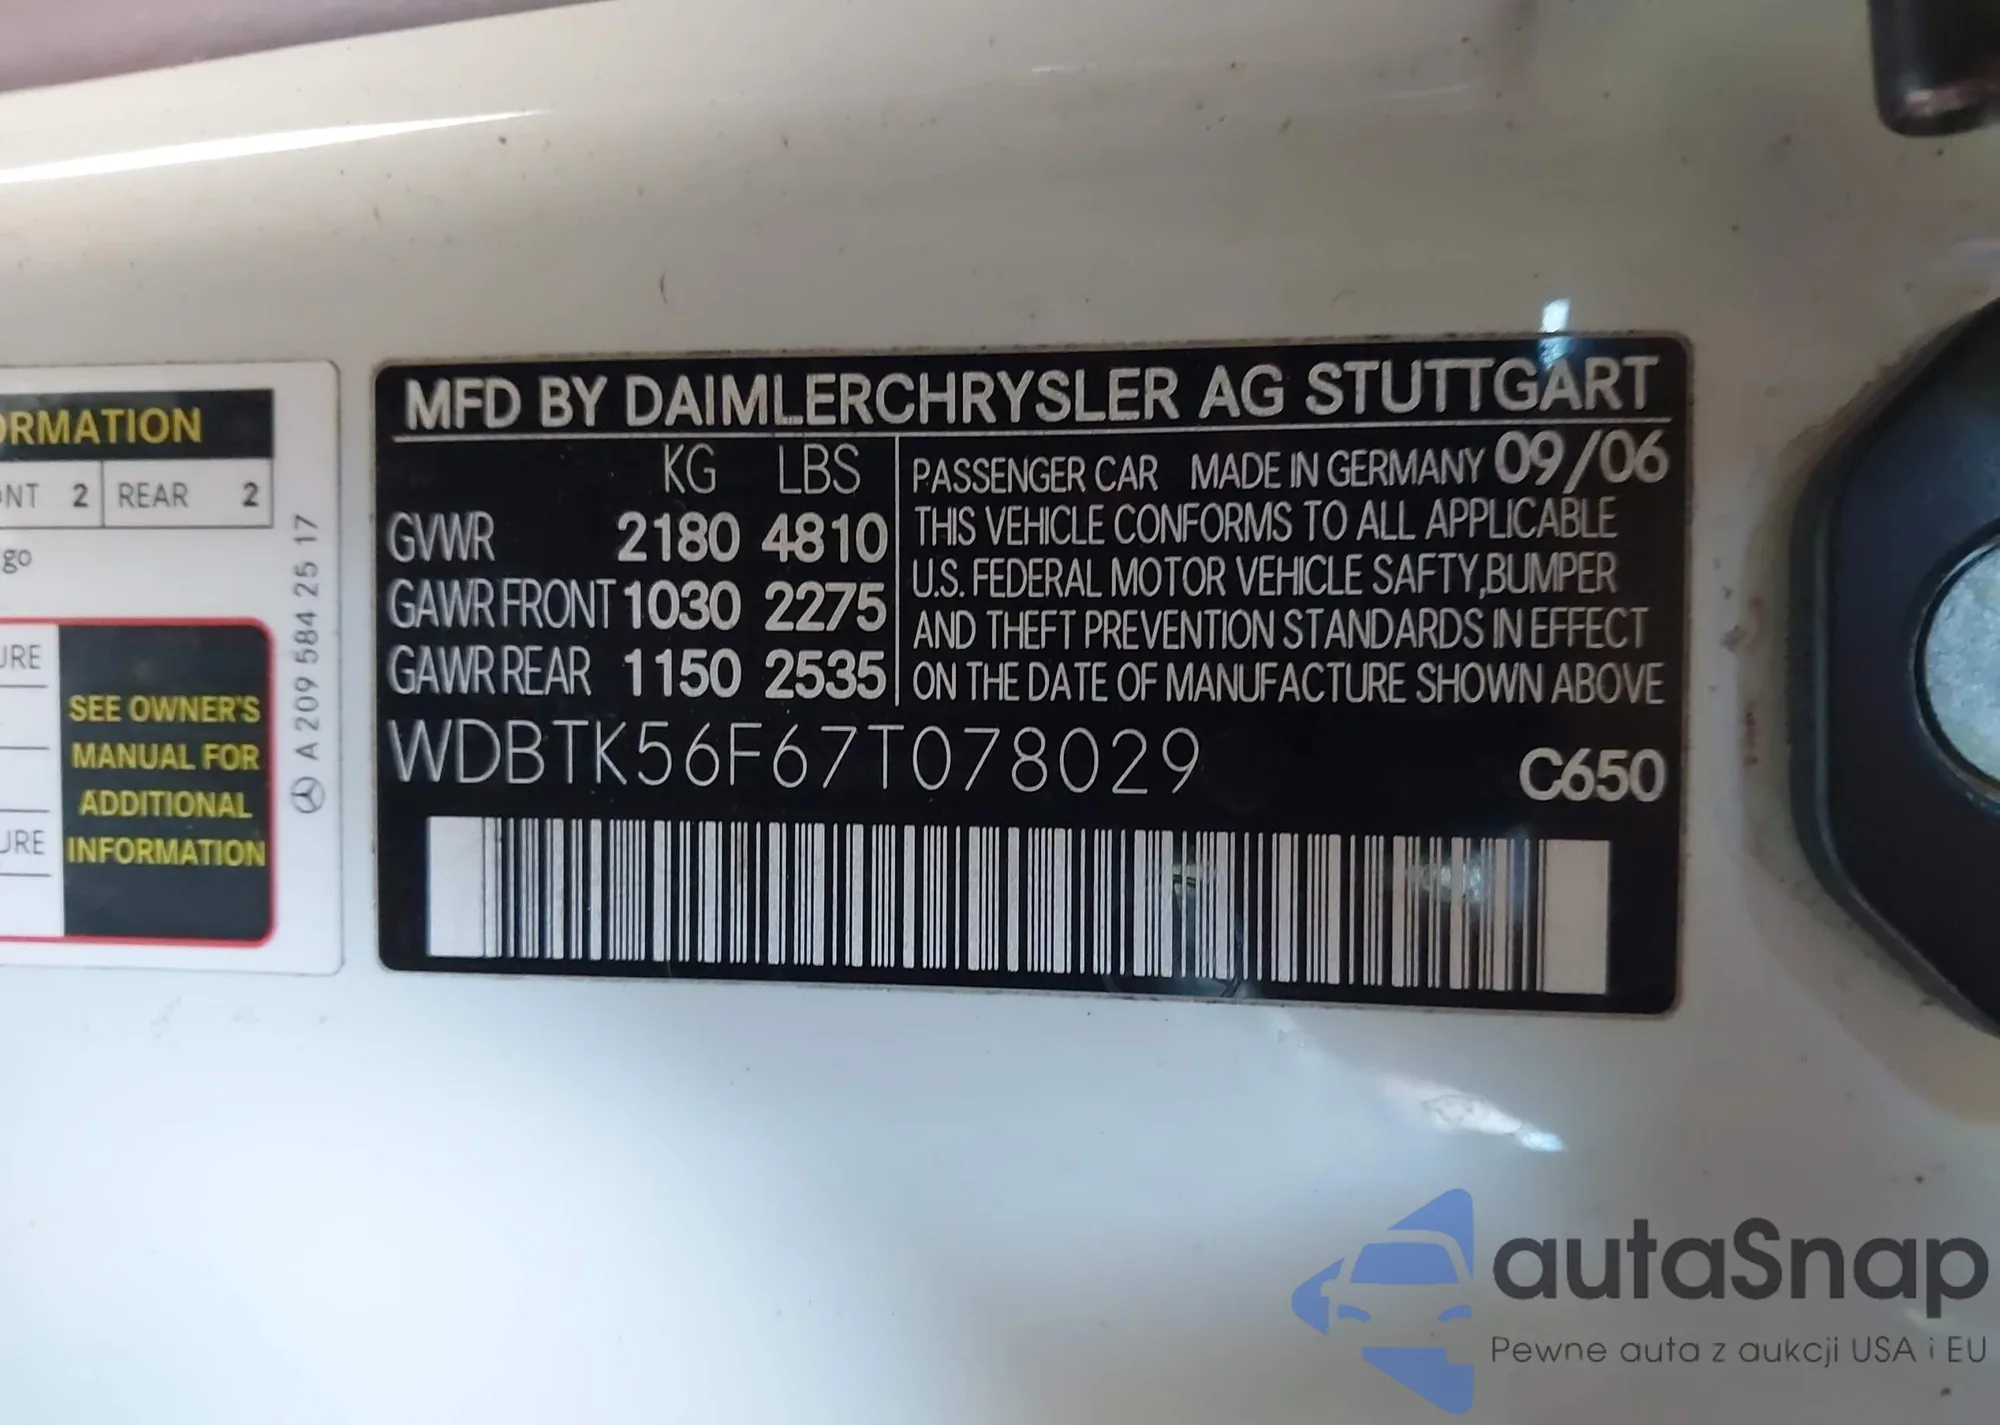 ORMATION
NT 2 REAR 2
go
URE
SEE OWNER'S
MANUAL FOR
ADDITIONAL
INFORMATION
URE
A 209 584 25 17
MFD BY DAIMLERCHRYSLER AG STUTTGART
KG LBS
GVWR 2180 4810
GAWR FRONT 1030 2275
GAWR REAR 1150 2535
PASSENGER CAR MADE IN GERMANY 09/06
THIS VEHICLE CONFORMS TO ALL APPLICABLE
U.S. FEDERAL MOTOR VEHICLE SAFTY,BUMPER
AND THEFT PREVENTION STANDARDS IN EFFECT
ON THE DATE OF MANUFACTURE SHOWN ABOVE
WDBTK56F67T078029
C650
autaSnap
Pewne auta z aukcji USA i EU